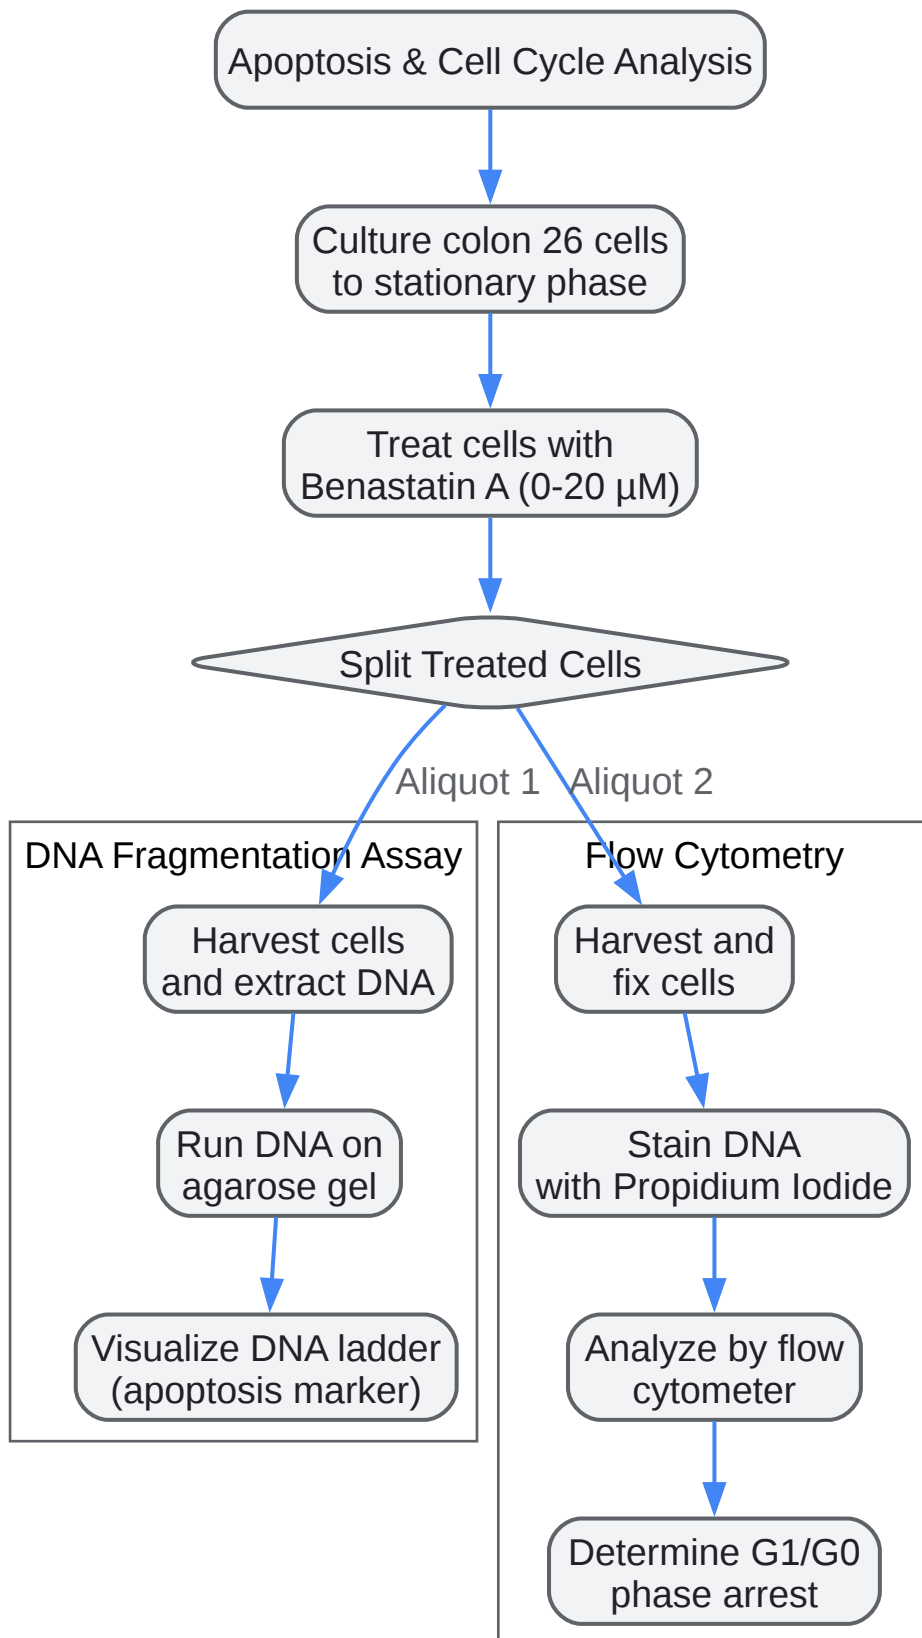 Apoptosis & Cell Cycle Analysis
Culture colon 26 cells
to stationary phase
Treat cells with
Benastatin A (0-20 µM)
Split Treated Cells
Aliquot 1
Aliquot 2
DNA Fragmentation Assay
Harvest cells
and extract DNA
Run DNA on
agarose gel
Visualize DNA ladder
(apoptosis marker)
Flow Cytometry
Harvest and
fix cells
Stain DNA
with Propidium Iodide
Analyze by flow
cytometer
Determine G1/G0
phase arrest